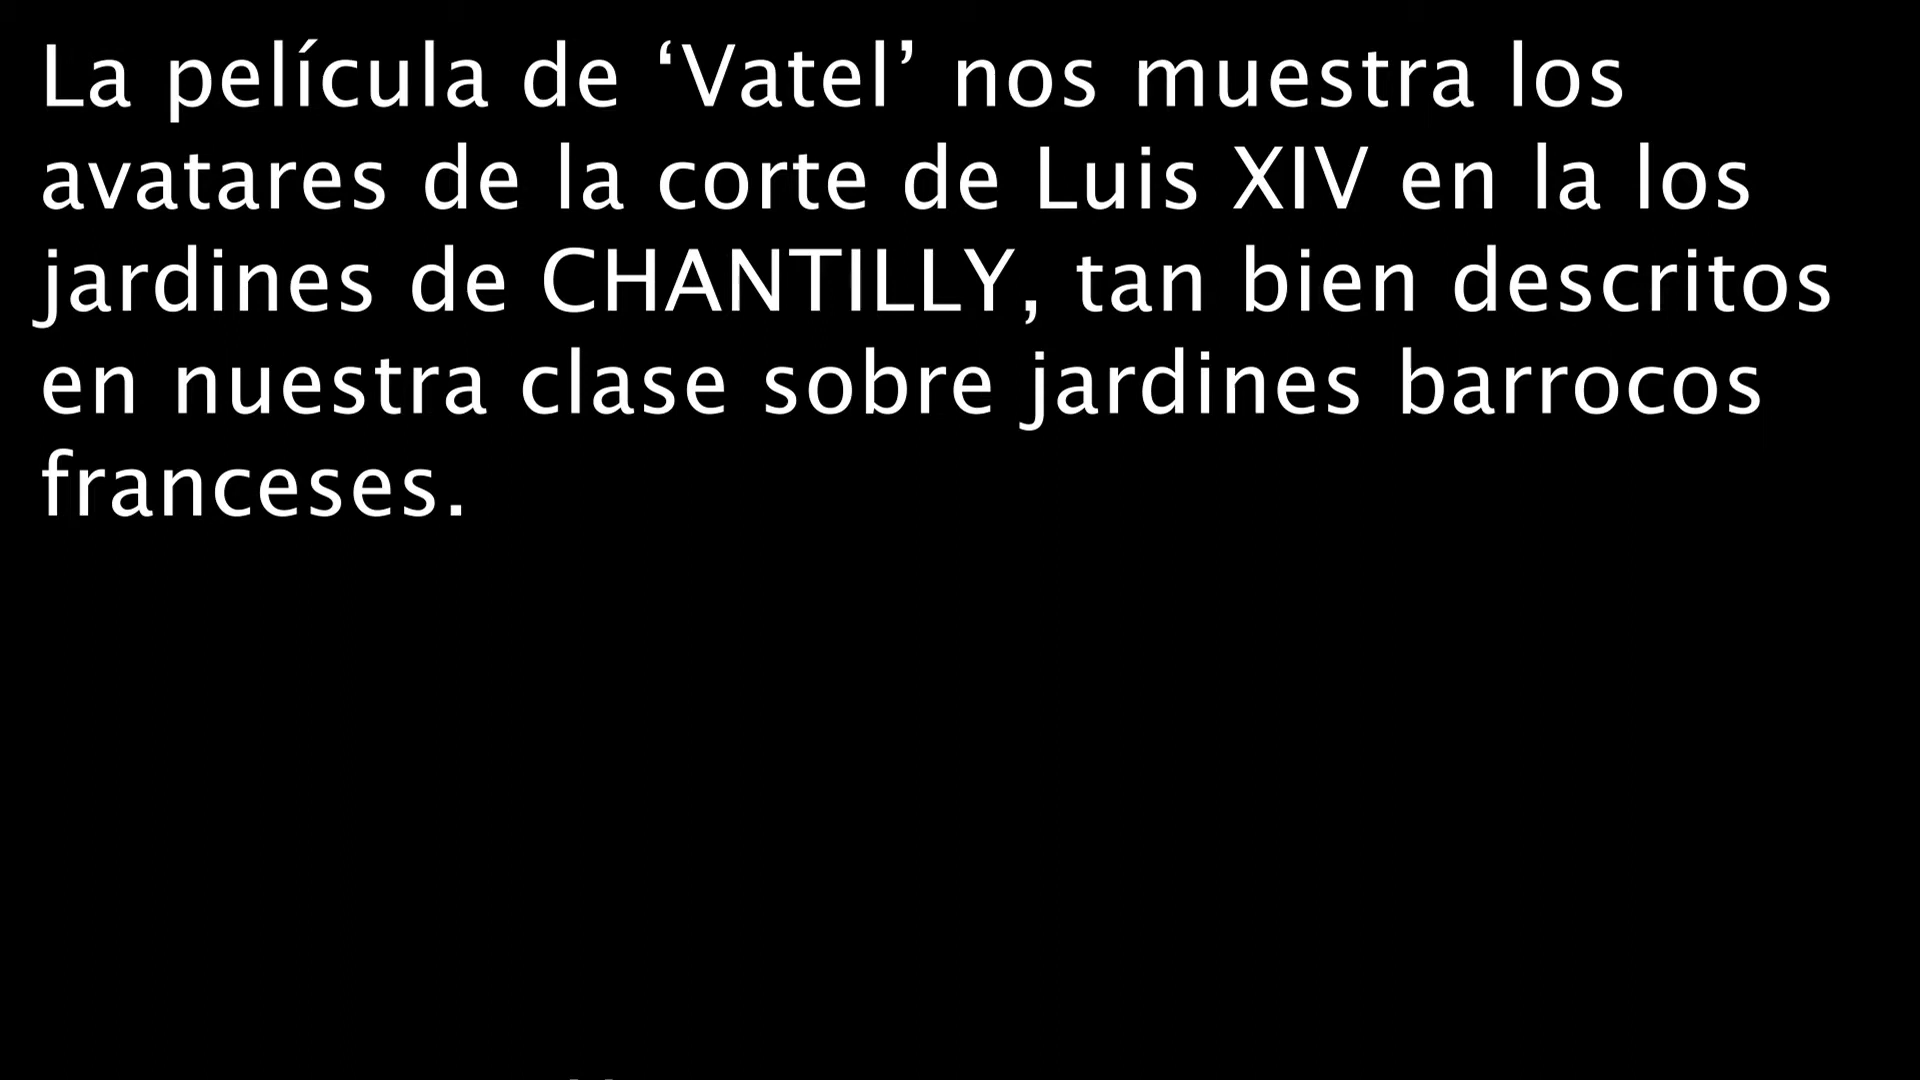 La película de ‘Vatel’ nos muestra los
avatares de la corte de Luis XIV en la los
jardines de CHANTILLY, tan bien descritos
en nuestra clase sobre jardines barrocos
franceses.